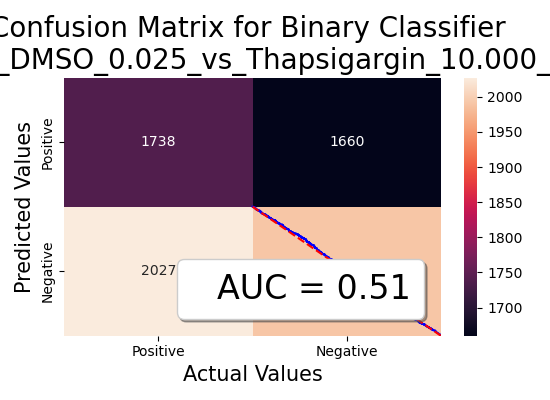 Confusion Matrix for Binary Classifier
_DMSO_0.025_vs_Thapsigargin_10.000_
Predicted Values
Positive
Negative
1738
1660
2027
AUC = 0.51
Positive
Negative
Actual Values
2000
1950
1900
1850
1800
1750
1700